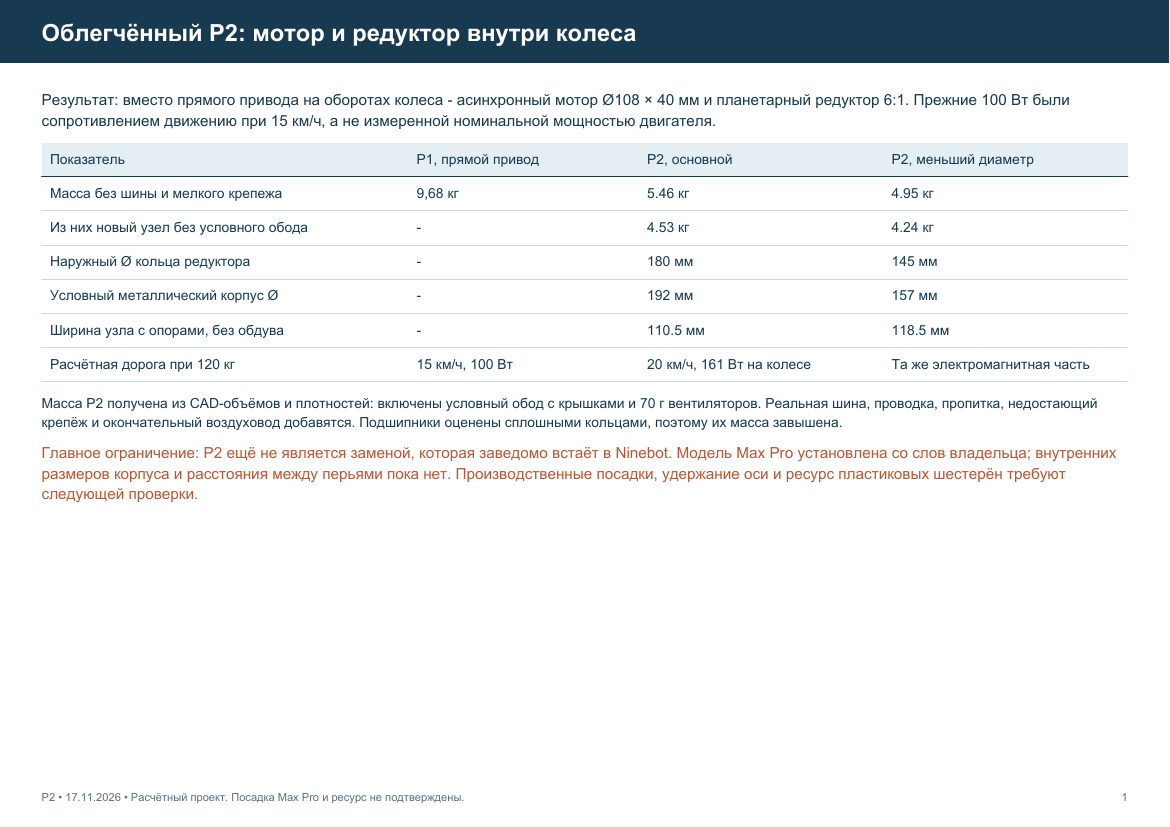 Облегчённый P2: мотор и редуктор внутри колеса
Результат: вместо прямого привода на оборотах колеса - асинхронный мотор Ø108 × 40 мм и планетарный редуктор 6:1. Прежние 100 Вт были
сопротивлением движению при 15 км/ч, а не измеренной номинальной мощностью двигателя.
Показатель P1, прямой привод P2, основной P2, меньший диаметр
Масса без шины и мелкого крепежа 9,68 кг 5.46 кг 4.95 кг
Из них новый узел без условного обода - 4.53 кг 4.24 кг
Наружный Ø кольца редуктора - 180 мм 145 мм
Условный металлический корпус Ø - 192 мм 157 мм
Ширина узла с опорами, без обдува - 110.5 мм 118.5 мм
Расчётная дорога при 120 кг 15 км/ч, 100 Вт 20 км/ч, 161 Вт на колесе Та же электромагнитная часть
Масса P2 получена из CAD-объёмов и плотностей: включены условный обод с крышками и 70 г вентиляторов. Реальная шина, проводка, пропитка, недостающий
крепёж и окончательный воздуховод добавятся. Подшипники оценены сплошными кольцами, поэтому их масса завышена.
Главное ограничение: P2 ещё не является заменой, которая заведомо встаёт в Ninebot. Модель Max Pro установлена со слов владельца; внутренних
размеров корпуса и расстояния между перьями пока нет. Производственные посадки, удержание оси и ресурс пластиковых шестерён требуют
следующей проверки.
P2 • 17.11.2026 • Расчётный проект. Посадка Max Pro и ресурс не подтверждены. 1